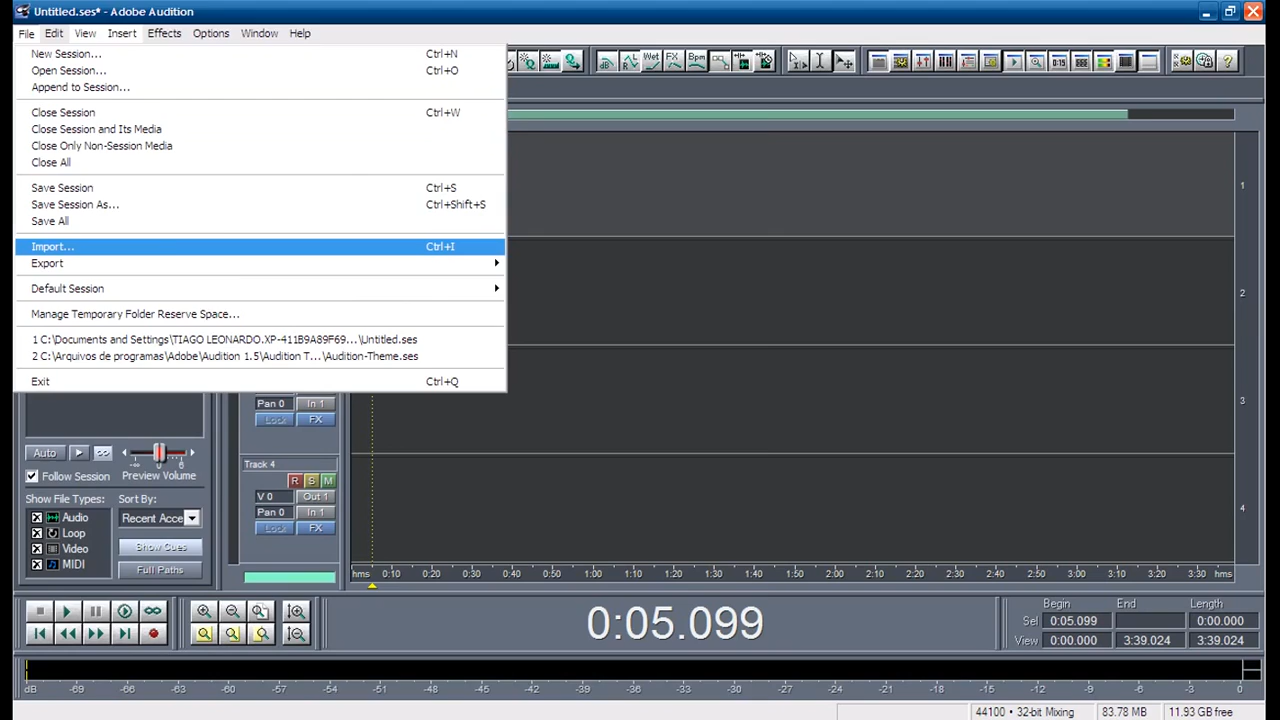 Untitled.ses* - Adobe Audition
File Edit View Insert Effects Options Window Help
New Session... Ctrl+N
Open Session... Ctrl+O
Append to Session...
Close Session Ctrl+W
Close Session and Its Media
Close Only Non-Session Media
Close All
Save Session Ctrl+S
Save Session As... Ctrl+Shift+S
Save All
Import... Ctrl+I
Export
Default Session
Manage Temporary Folder Reserve Space...
1 C:\Documents and Settings\TIAGO LEONARDO.XP-411B9A89F69...\Untitled.ses
2 C:\Arquivos de programas\Adobe\Audition 1.5\Audition T...\Audition-Theme.ses
Exit Ctrl+Q
dB Wet FX Bpm 0:15
1
2
3
4
Pan 0 In 1
Lock FX
Track 4
R S M
V 0 Out 1
Pan 0 In 1
Lock FX
Auto
-∞ 0 6
Follow Session Preview Volume
Show File Types: Sort By:
Audio Recent Acce
Loop
Video Show Cues
MIDI Full Paths
hms 0:10 0:20 0:30 0:40 0:50 1:00 1:10 1:20 1:30 1:40 1:50 2:00 2:10 2:20 2:30 2:40 2:50 3:00 3:10 3:20 3:30 hms
0:05.099
Begin End Length
Sel 0:05.099 0:00.000
View 0:00.000 3:39.024 3:39.024
dB -69 -66 -63 -60 -57 -54 -51 -48 -45 -42 -39 -36 -33 -30 -27 -24 -21 -18 -15 -12 -9 -6 -3 0
44100 • 32-bit Mixing 83.78 MB 11.93 GB free